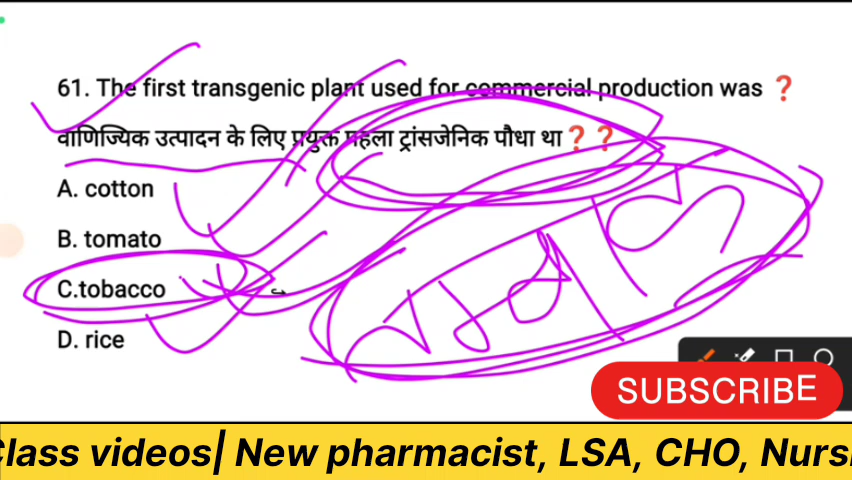 61. The first transgenic plant used for commercial production was ❓
वाणिज्यिक उत्पादन के लिए प्रयुक्त पहला ट्रांसजेनिक पौधा था❓❓
A. cotton
B. tomato
C.tobacco
D. rice
SUBSCRIBE
Class videos| New pharmacist, LSA, CHO, Nurs